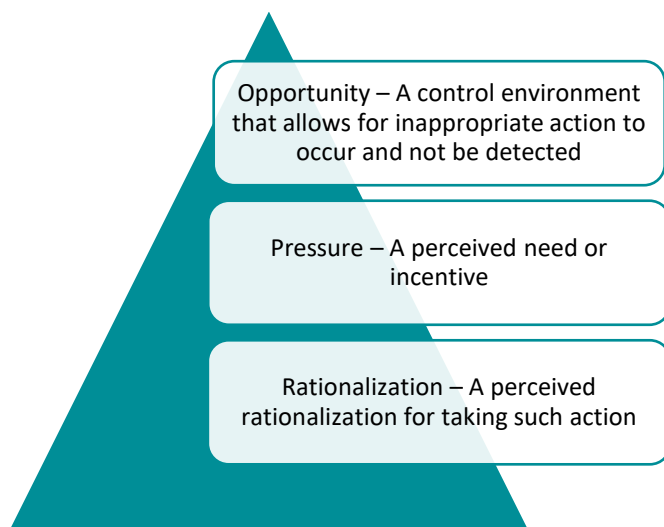 Opportunity – A control environment
that allows for inappropriate action to
occur and not be detected
Pressure – A perceived need or
incentive
Rationalization – A perceived
rationalization for taking such action